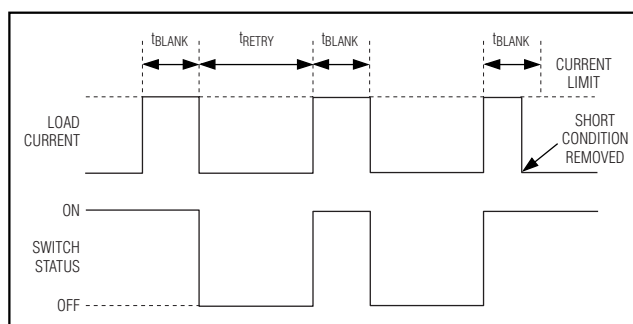 tBLANK
tRETRY
tBLANK
tBLANK
CURRENT
LIMIT
LOAD
CURRENT
SHORT
CONDITION
REMOVED
ON
SWITCH
STATUS
OFF